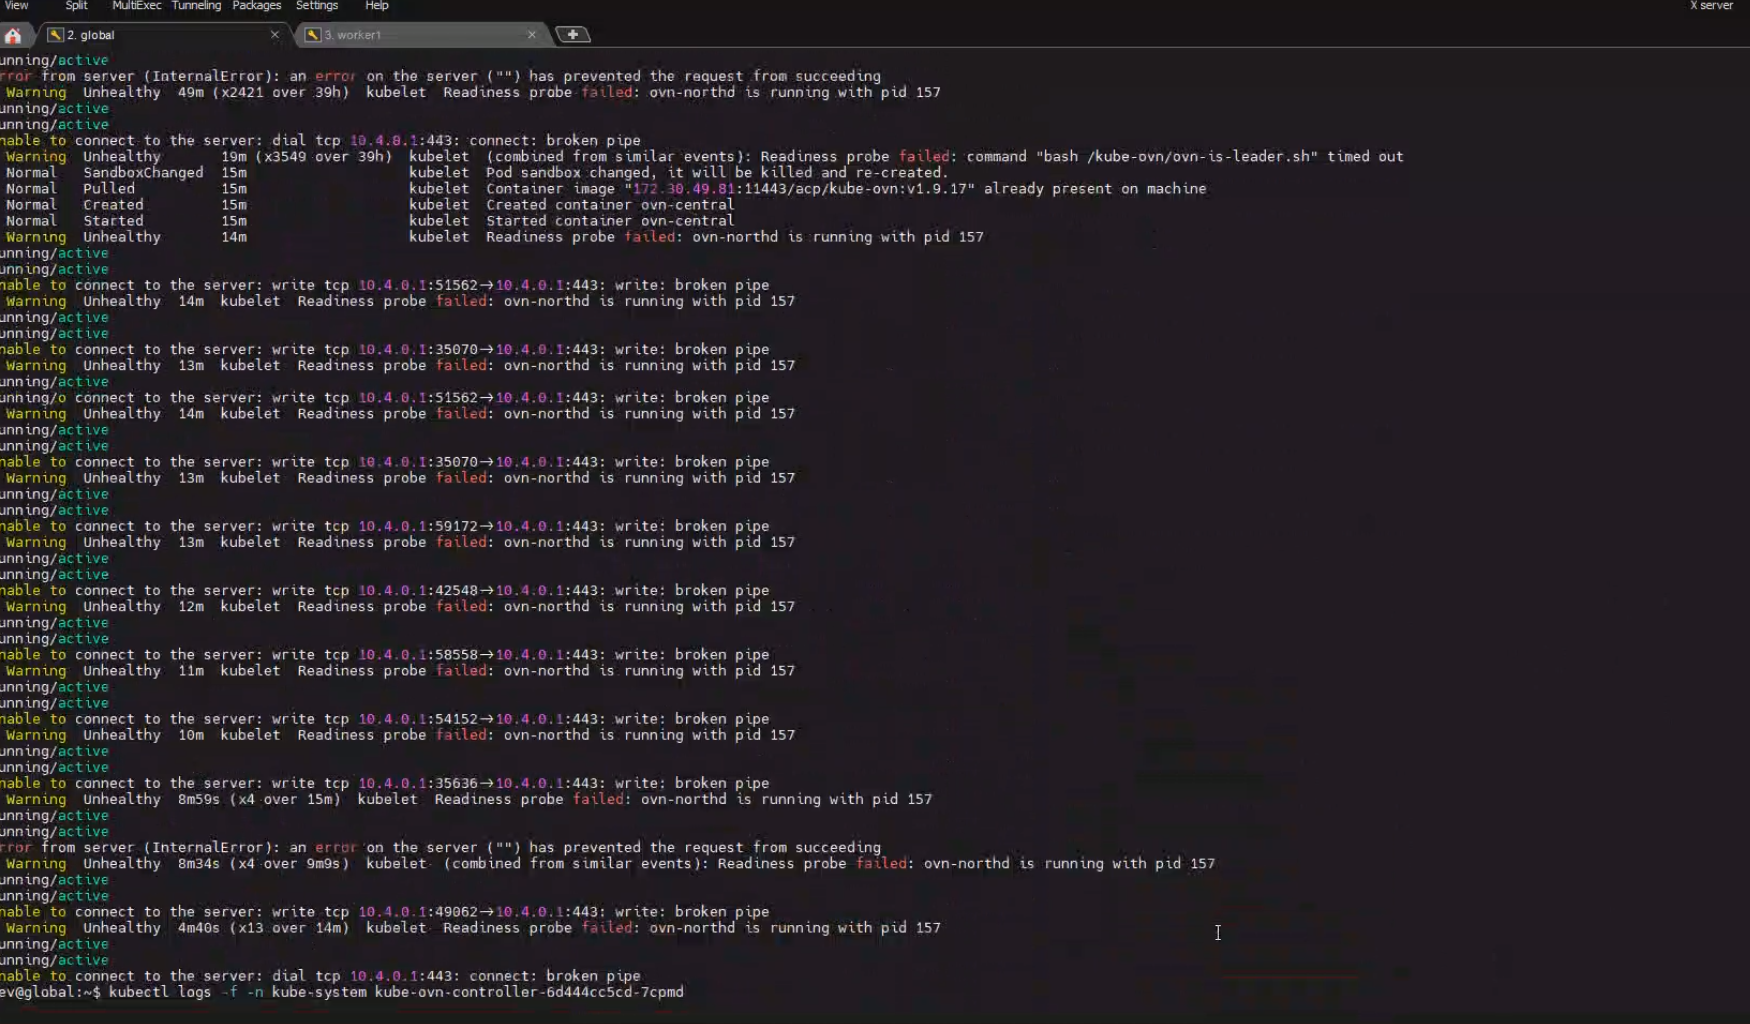 View Split MultiExec Tunneling Packages Settings Help X server
2. global 3. worker1
unning/active
rror from server (InternalError): an error on the server ("") has prevented the request from succeeding
Warning Unhealthy 49m (x2421 over 39h) kubelet Readiness probe failed: ovn-northd is running with pid 157
unning/active
unning/active
nable to connect to the server: dial tcp 10.4.0.1:443: connect: broken pipe
Warning Unhealthy 19m (x3549 over 39h) kubelet (combined from similar events): Readiness probe failed: command "bash /kube-ovn/ovn-is-leader.sh" timed out
Normal SandboxChanged 15m kubelet Pod sandbox changed, it will be killed and re-created.
Normal Pulled 15m kubelet Container image "172.30.49.81:11443/acp/kube-ovn:v1.9.17" already present on machine
Normal Created 15m kubelet Created container ovn-central
Normal Started 15m kubelet Started container ovn-central
Warning Unhealthy 14m kubelet Readiness probe failed: ovn-northd is running with pid 157
unning/active
unning/active
nable to connect to the server: write tcp 10.4.0.1:51562→10.4.0.1:443: write: broken pipe
Warning Unhealthy 14m kubelet Readiness probe failed: ovn-northd is running with pid 157
unning/active
unning/active
nable to connect to the server: write tcp 10.4.0.1:35070→10.4.0.1:443: write: broken pipe
Warning Unhealthy 13m kubelet Readiness probe failed: ovn-northd is running with pid 157
unning/active
unning/o connect to the server: write tcp 10.4.0.1:51562→10.4.0.1:443: write: broken pipe
Warning Unhealthy 14m kubelet Readiness probe failed: ovn-northd is running with pid 157
unning/active
unning/active
nable to connect to the server: write tcp 10.4.0.1:35070→10.4.0.1:443: write: broken pipe
Warning Unhealthy 13m kubelet Readiness probe failed: ovn-northd is running with pid 157
unning/active
unning/active
nable to connect to the server: write tcp 10.4.0.1:59172→10.4.0.1:443: write: broken pipe
Warning Unhealthy 13m kubelet Readiness probe failed: ovn-northd is running with pid 157
unning/active
unning/active
nable to connect to the server: write tcp 10.4.0.1:42548→10.4.0.1:443: write: broken pipe
Warning Unhealthy 12m kubelet Readiness probe failed: ovn-northd is running with pid 157
unning/active
unning/active
nable to connect to the server: write tcp 10.4.0.1:58558→10.4.0.1:443: write: broken pipe
Warning Unhealthy 11m kubelet Readiness probe failed: ovn-northd is running with pid 157
unning/active
unning/active
nable to connect to the server: write tcp 10.4.0.1:54152→10.4.0.1:443: write: broken pipe
Warning Unhealthy 10m kubelet Readiness probe failed: ovn-northd is running with pid 157
unning/active
unning/active
nable to connect to the server: write tcp 10.4.0.1:35636→10.4.0.1:443: write: broken pipe
Warning Unhealthy 8m59s (x4 over 15m) kubelet Readiness probe failed: ovn-northd is running with pid 157
unning/active
unning/active
rror from server (InternalError): an error on the server ("") has prevented the request from succeeding
Warning Unhealthy 8m34s (x4 over 9m9s) kubelet (combined from similar events): Readiness probe failed: ovn-northd is running with pid 157
unning/active
unning/active
nable to connect to the server: write tcp 10.4.0.1:49062→10.4.0.1:443: write: broken pipe
Warning Unhealthy 4m40s (x13 over 14m) kubelet Readiness probe failed: ovn-northd is running with pid 157
unning/active
unning/active
nable to connect to the server: dial tcp 10.4.0.1:443: connect: broken pipe
ev@global:~$ kubectl logs -f -n kube-system kube-ovn-controller-6d444cc5cd-7cpmd